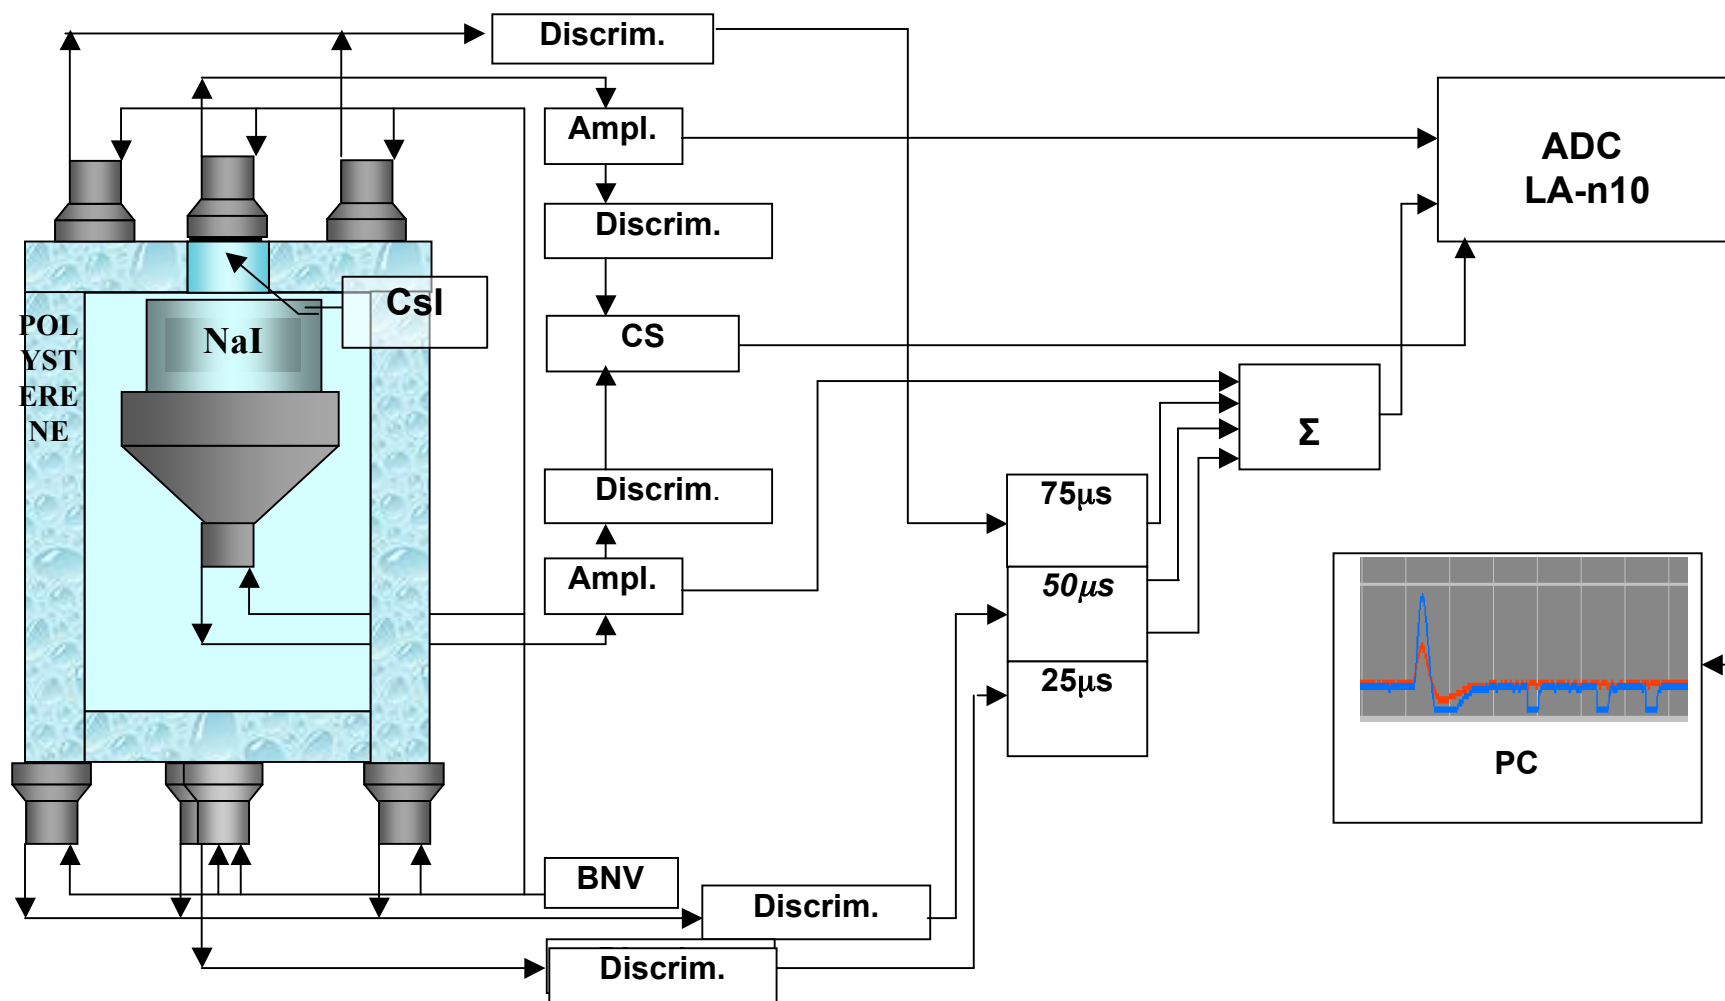 Discrim.
Ampl.
ADC
LA-n10
Discrim.
CsI
POL
YST
ERE
NE
NaI
CS
Σ
Discrim.
75μs
Ampl.
50μs
25μs
PC
BNV
Discrim.
Discrim.